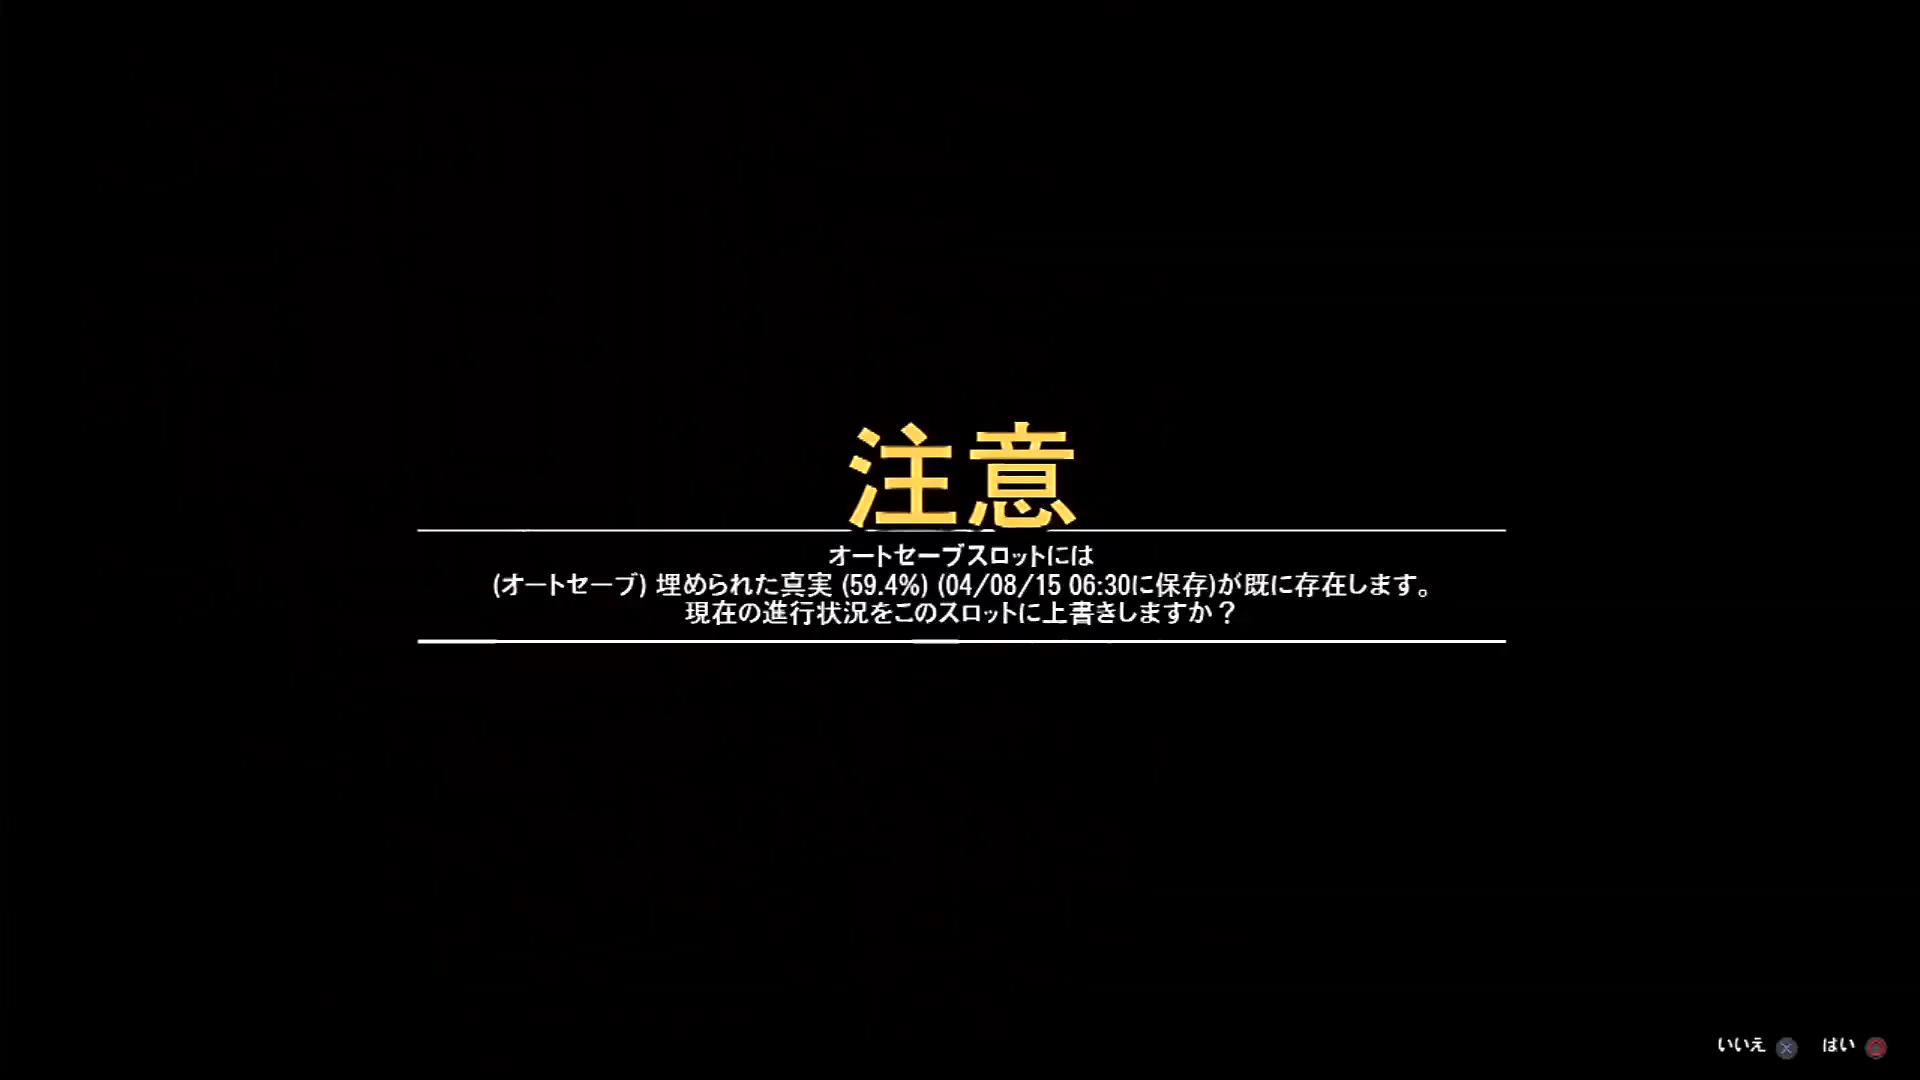 注意
オートセーブスロットには
(オートセーブ) 埋められた真実 (59.4%) (04/08/15 06:30に保存)が既に存在します。
現在の進行状況をこのスロットに上書きしますか？
いいえ はい